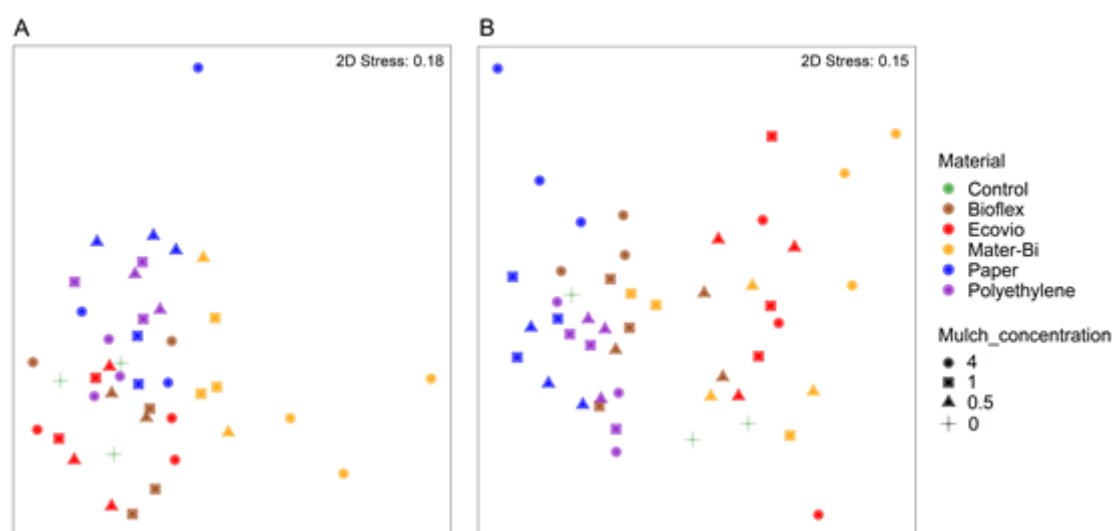 A
B
2D Stress: 0.18
2D Stress: 0.15
Material
Control
Bioflex
Ecovio
Mater-Bi
Paper
Polyethylene
Mulch_concentration
4
1
0.5
0